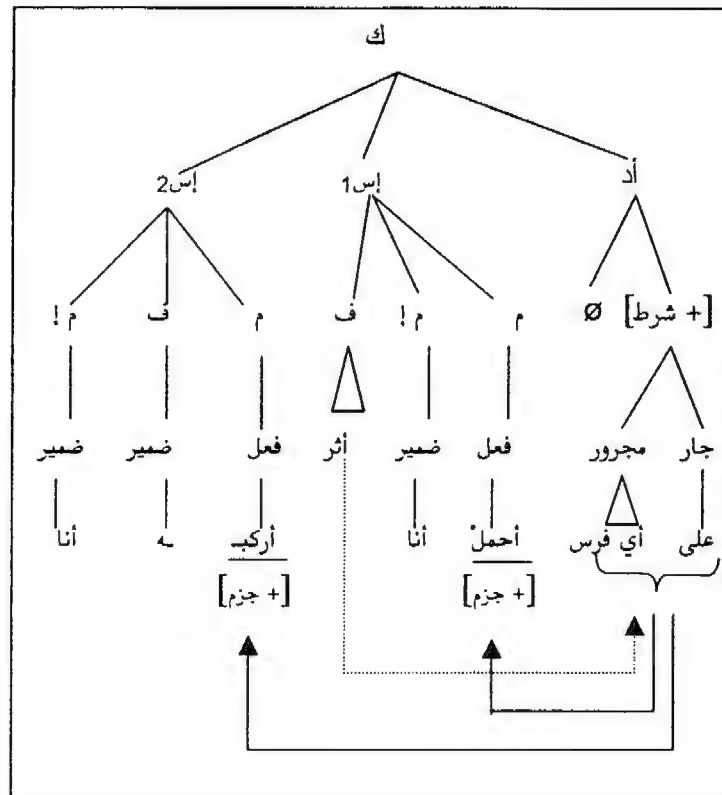 ك
أد إس1 إس2
[+ شرط] Ø م م ! ف م ف م !
جار مجرور فعل ضمير أثر فعل ضمير ضمير
على أي فرس أحملْ أنا أركبـ ـه أنا
[+ جزم] [+ جزم]